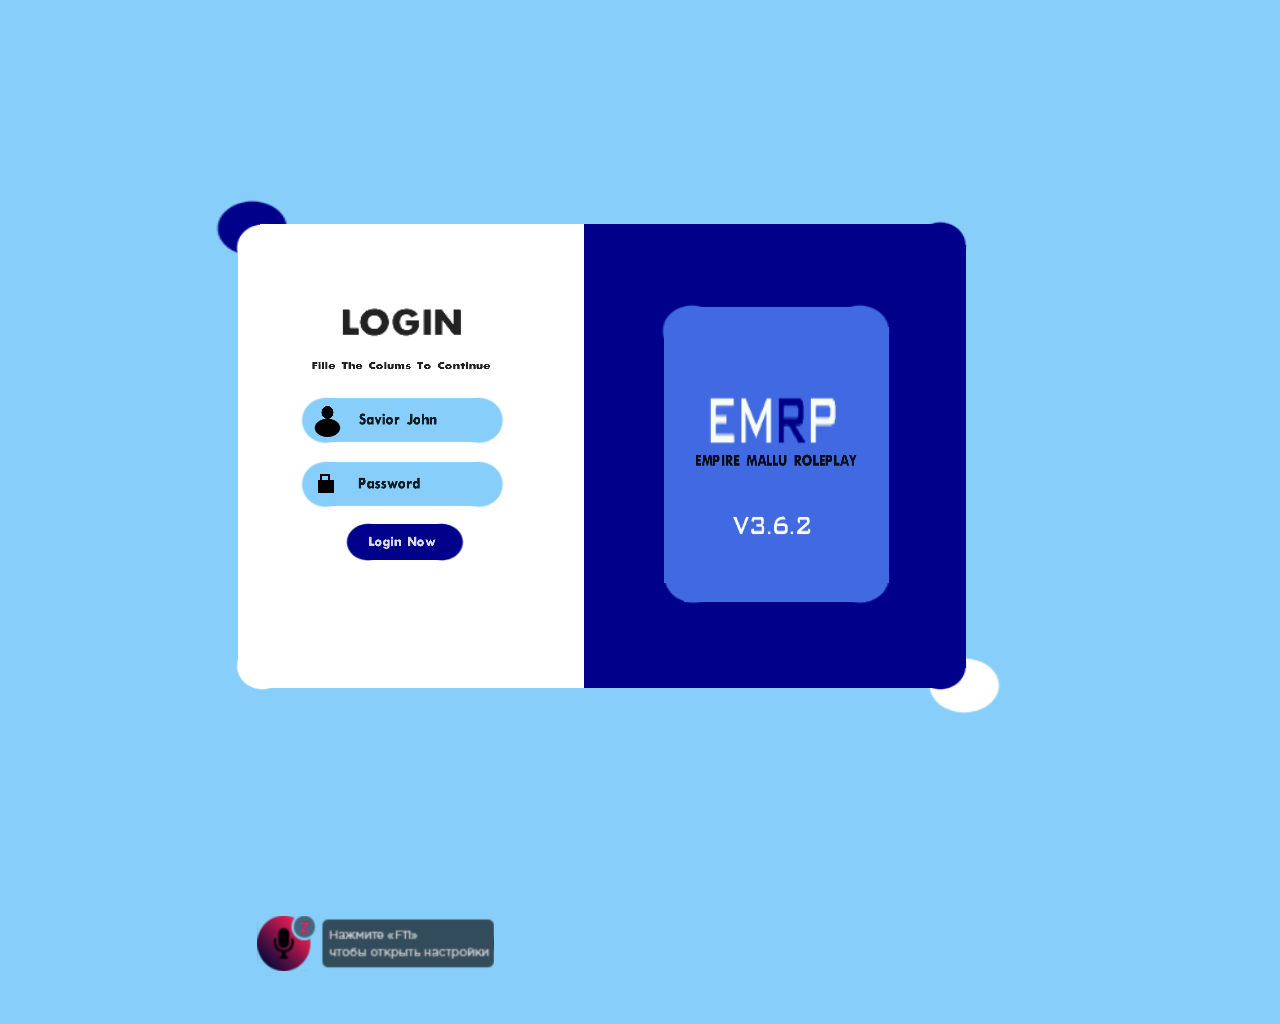 LOGIN
Fille The Colums To Continue
Savior John
Password
Login Now
EMRP
EMPIRE MALLU ROLEPLAY
V3.6.2
Z
Нажмите «F11»
чтобы открыть настройки